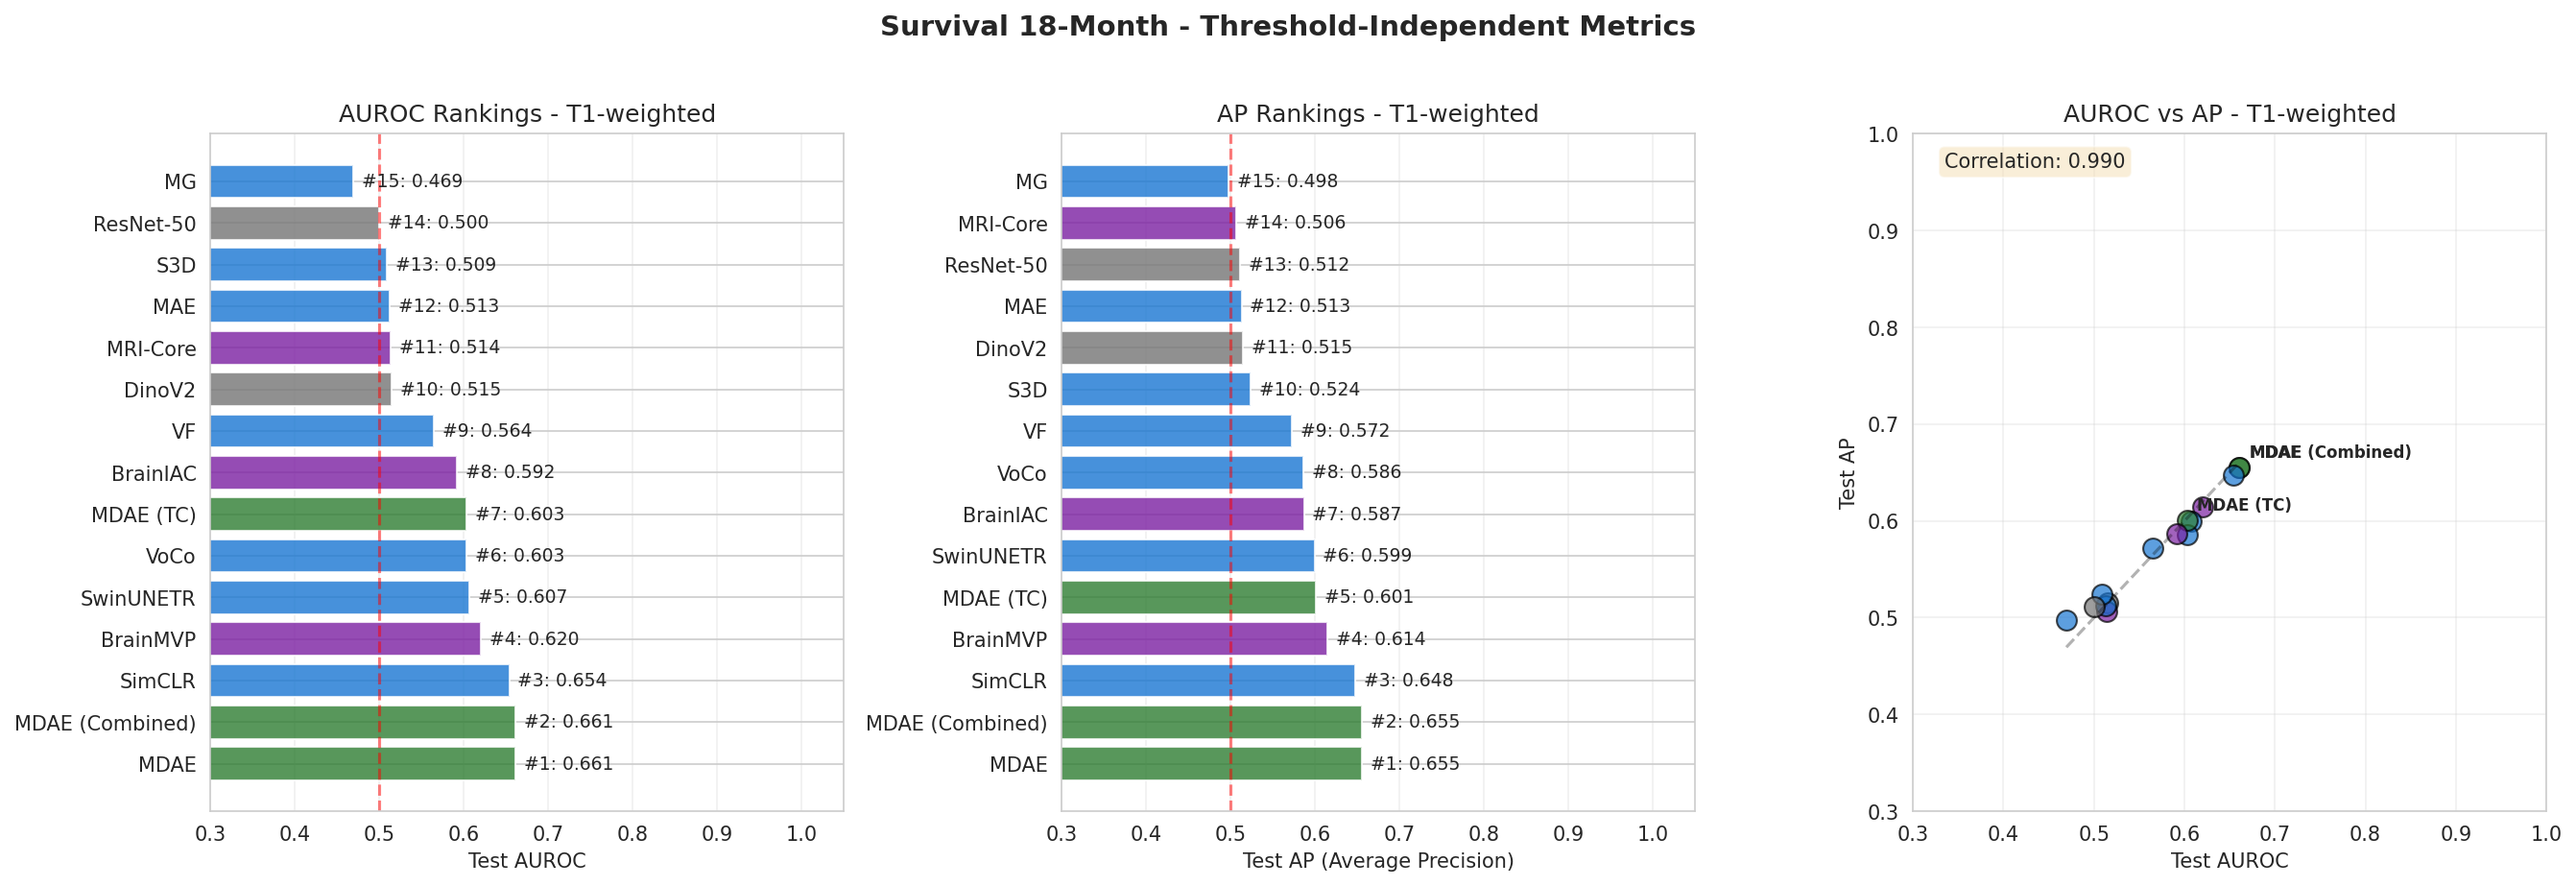 Survival 18-Month - Threshold-Independent Metrics
AUROC Rankings - T1-weighted
MG
#15: 0.469
ResNet-50
#14: 0.500
S3D
#13: 0.509
MAE
#12: 0.513
MRI-Core
#11: 0.514
DinoV2
#10: 0.515
VF
#9: 0.564
BrainIAC
#8: 0.592
MDAE (TC)
#7: 0.603
VoCo
#6: 0.603
SwinUNETR
#5: 0.607
BrainMVP
#4: 0.620
SimCLR
#3: 0.654
MDAE (Combined)
#2: 0.661
MDAE
#1: 0.661
0.3 0.4 0.5 0.6 0.7 0.8 0.9 1.0
Test AUROC
AP Rankings - T1-weighted
MG
#15: 0.498
MRI-Core
#14: 0.506
ResNet-50
#13: 0.512
MAE
#12: 0.513
DinoV2
#11: 0.515
S3D
#10: 0.524
VF
#9: 0.572
VoCo
#8: 0.586
BrainIAC
#7: 0.587
SwinUNETR
#6: 0.599
MDAE (TC)
#5: 0.601
BrainMVP
#4: 0.614
SimCLR
#3: 0.648
MDAE (Combined)
#2: 0.655
MDAE
#1: 0.655
0.3 0.4 0.5 0.6 0.7 0.8 0.9 1.0
Test AP (Average Precision)
AUROC vs AP - T1-weighted
Correlation: 0.990
1.0
0.9
0.8
0.7
0.6
0.5
0.4
0.3
Test AP
MDAE (Combined)
MDAE (TC)
0.3 0.4 0.5 0.6 0.7 0.8 0.9 1.0
Test AUROC